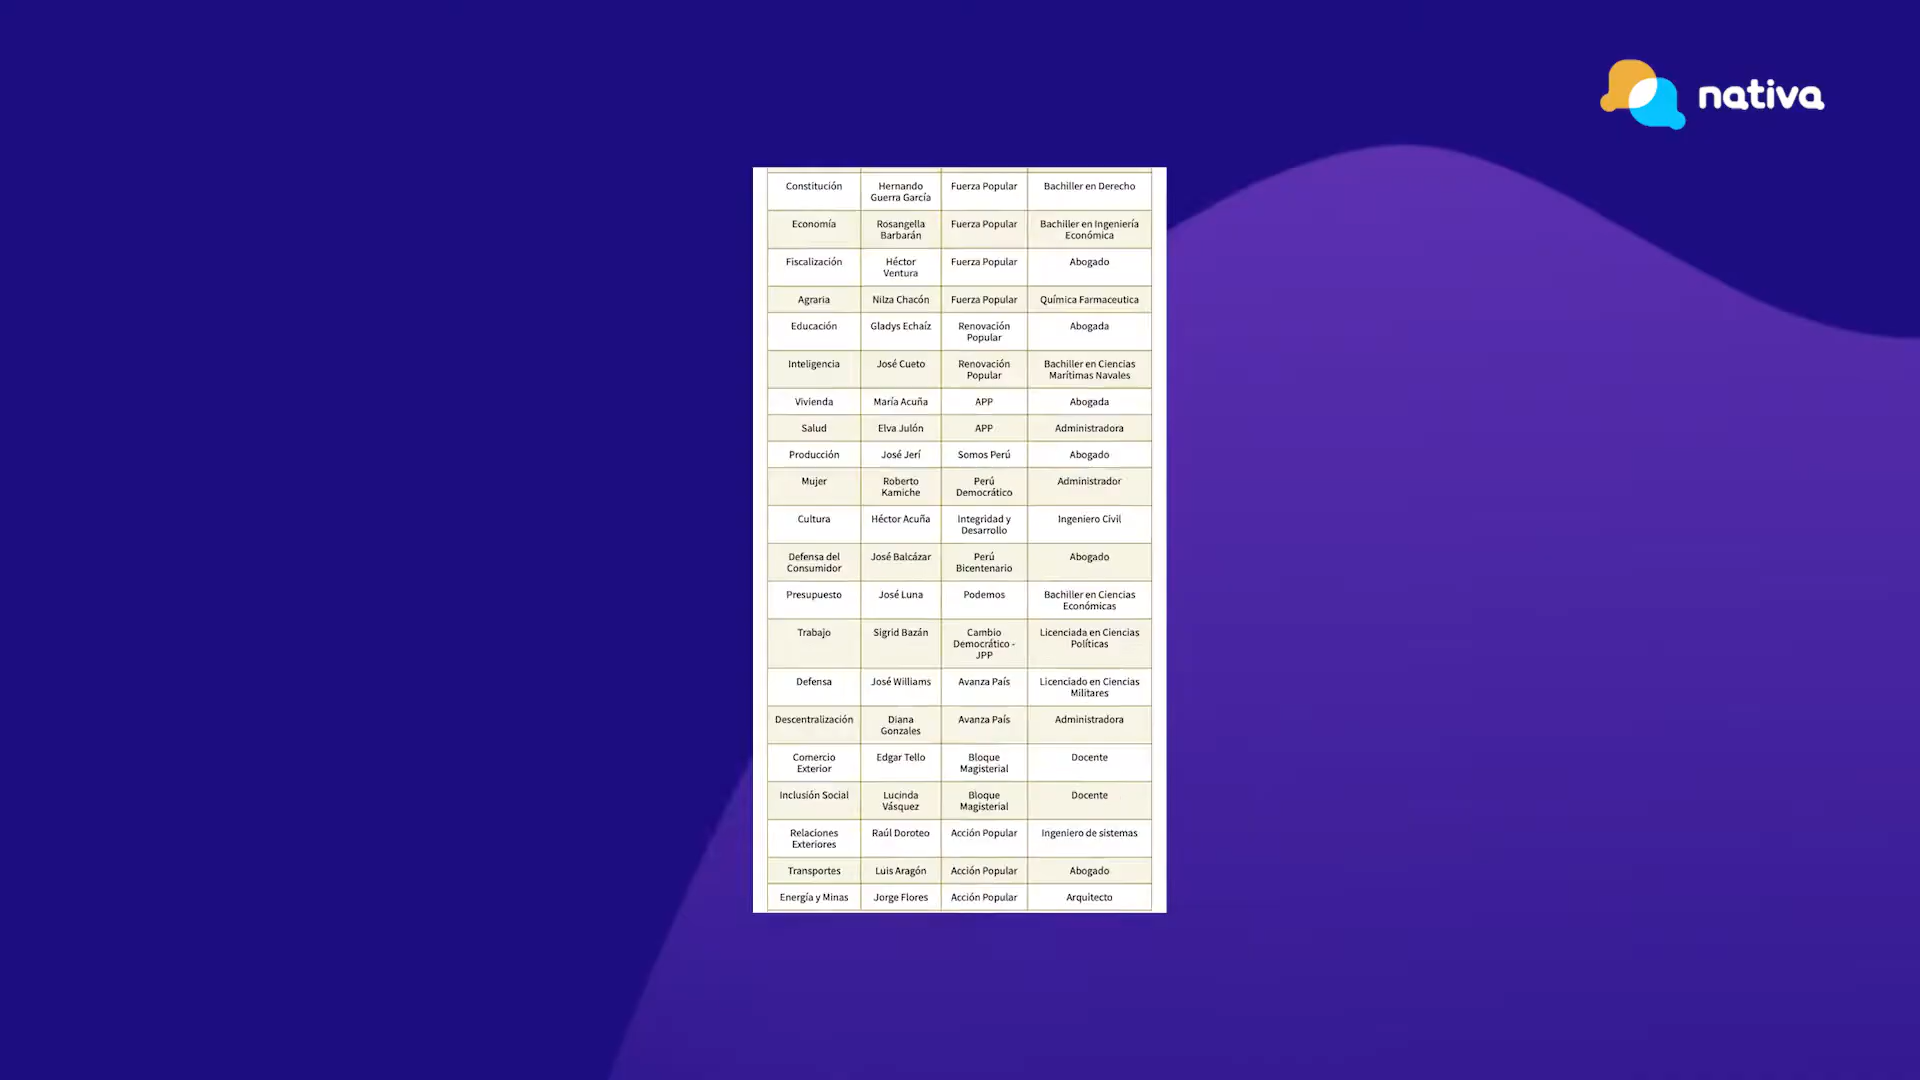 nativa
Constitución Hernando Fuerza Popular Bachiller en Derecho
Guerra García
Economía Rosangella Fuerza Popular Bachiller en Ingeniería
Barbarán Económica
Fiscalización Héctor Fuerza Popular Abogado
Ventura
Agraria Nilza Chacón Fuerza Popular Química Farmaceutica
Educación Gladys Echaíz Renovación Abogada
Popular
Inteligencia José Cueto Renovación Bachiller en Ciencias
Popular Marítimas Navales
Vivienda María Acuña APP Abogada
Salud Elva Julón APP Administradora
Producción José Jerí Somos Perú Abogado
Mujer Roberto Perú Administrador
Kamiche Democrático
Cultura Héctor Acuña Integridad y Ingeniero Civil
Desarrollo
Defensa del José Balcázar Perú Abogado
Consumidor Bicentenario
Presupuesto José Luna Podemos Bachiller en Ciencias
Económicas
Trabajo Sigrid Bazán Cambio Licenciada en Ciencias
Democrático - Políticas
JPP
Defensa José Williams Avanza País Licenciado en Ciencias
Militares
Descentralización Diana Avanza País Administradora
Gonzales
Comercio Edgar Tello Bloque Docente
Exterior Magisterial
Inclusión Social Lucinda Bloque Docente
Vásquez Magisterial
Relaciones Raúl Doroteo Acción Popular Ingeniero de sistemas
Exteriores
Transportes Luis Aragón Acción Popular Abogado
Energía y Minas Jorge Flores Acción Popular Arquitecto